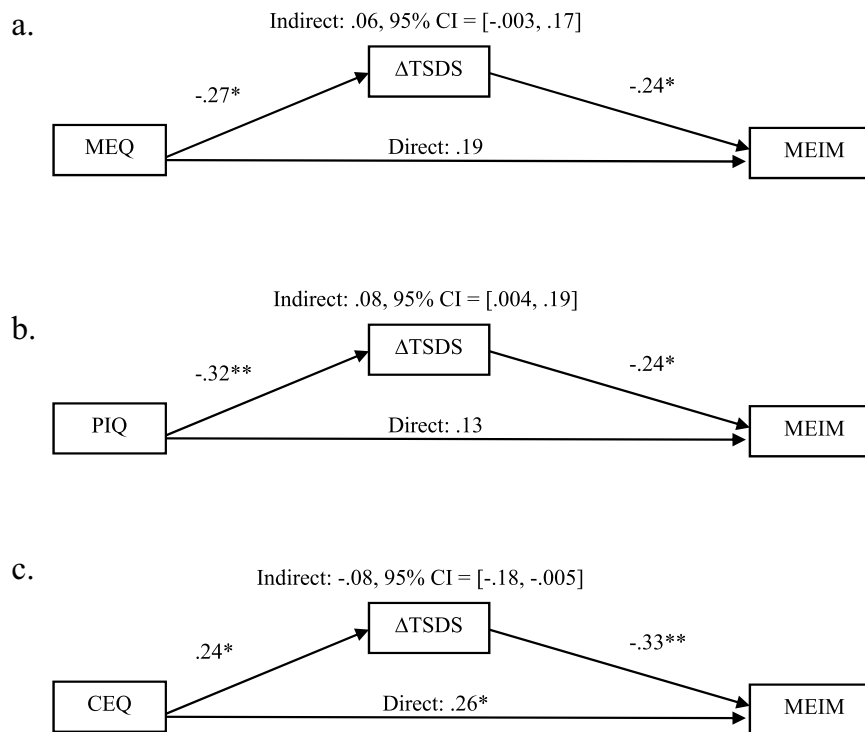 a.
Indirect: .06, 95% CI = [-.003, .17]
ΔTSDS
-.27*
-.24*
MEQ
Direct: .19
MEIM
b.
Indirect: .08, 95% CI = [.004, .19]
ΔTSDS
-.32**
-.24*
PIQ
Direct: .13
MEIM
c.
Indirect: -.08, 95% CI = [-.18, -.005]
ΔTSDS
.24*
-.33**
CEQ
Direct: .26*
MEIM